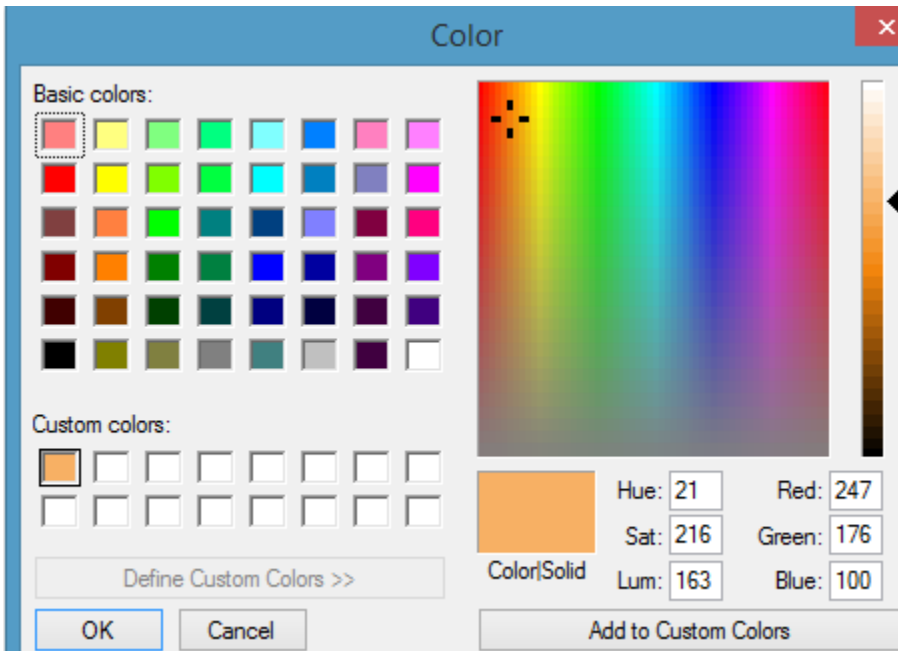 Color
Basic colors:
Custom colors:
Define Custom Colors >>
OK Cancel
Color|Solid
Hue: 21 Red: 247
Sat: 216 Green: 176
Lum: 163 Blue: 100
Add to Custom Colors